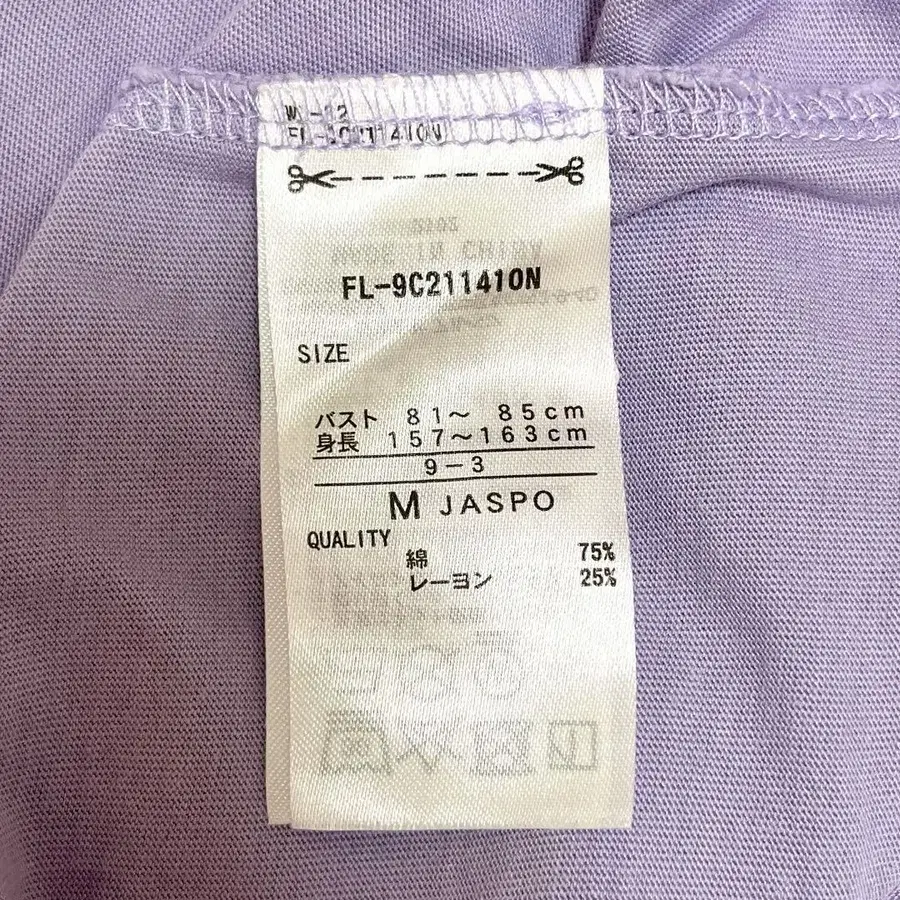 FL-9C211410N
SIZE
バスト 81〜 85cm
身長 157〜163cm
9-3
M JASPO
QUALITY
綿 75%
レーヨン 25%